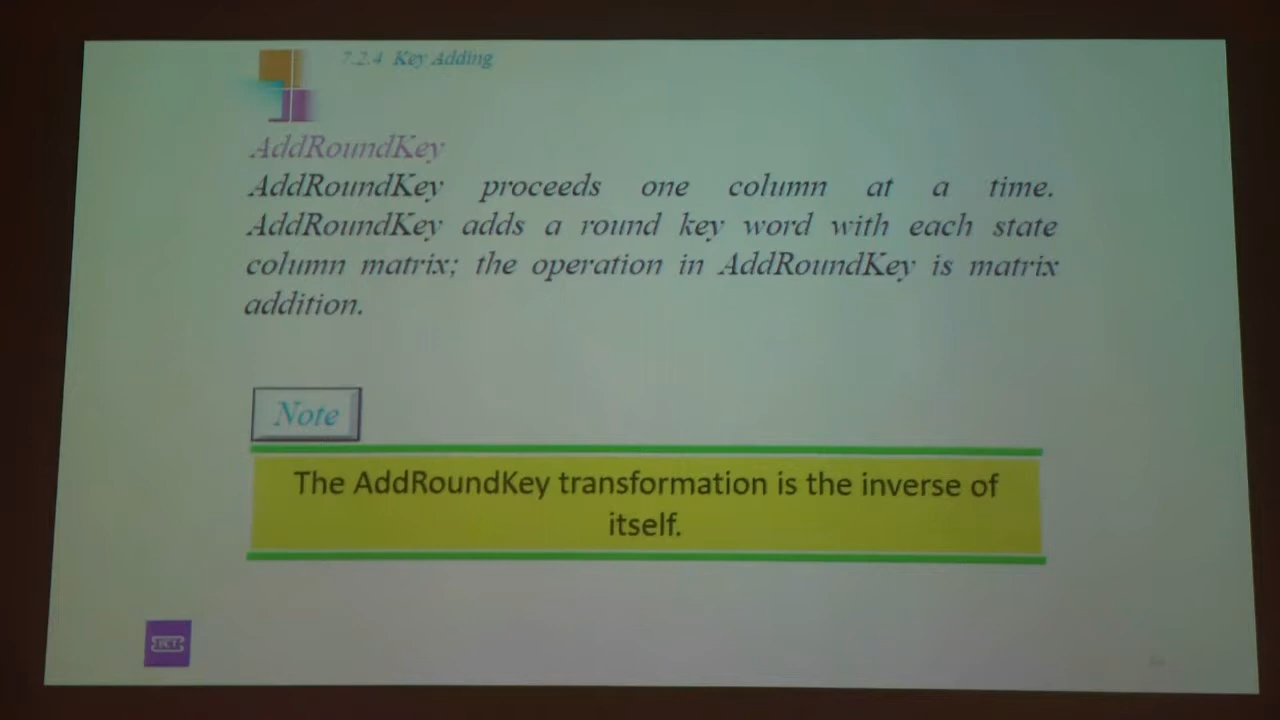 7.2.4 Key Adding
AddRoundKey
AddRoundKey proceeds one column at a time.
AddRoundKey adds a round key word with each state
column matrix; the operation in AddRoundKey is matrix
addition.
Note
The AddRoundKey transformation is the inverse of
itself.